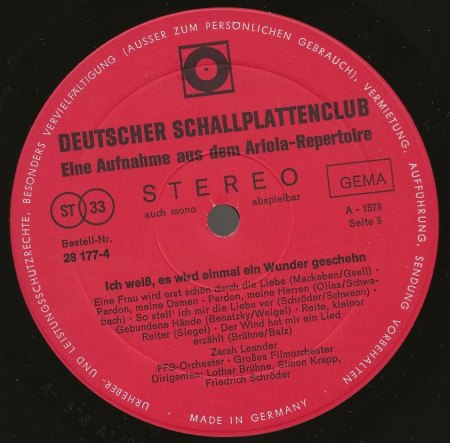 URHEBER- UND LEISTUNGSSCHUTZRECHTE, BESONDERS VERVIELFÄLTIGUNG (AUSSER ZUM PERSÖNLICHEN GEBRAUCH), VERMIETUNG, AUFFÜHRUNG, SENDUNG VORBEHALTEN
DEUTSCHER SCHALLPLATTENCLUB
Eine Aufnahme aus dem Ariola-Repertoire
STEREO
auch mono abspielbar
ST 33
GEMA
Bestell-Nr.
28 177-4
A - 1578
Seite 3
Ich weiß, es wird einmal ein Wunder geschehn
Eine Frau wird erst schön durch die Liebe (Mackeben/Gsell) -
Pardon, meine Damen - Pardon, meine Herren (Olias/Schwa-
bach) - So stell' ich mir die Liebe vor (Schröder/Schwenn) -
Gebundene Hände (Benatzky/Weigel) - Reite, kleiner
Reiter (Siegel) - Der Wind hat mir ein Lied
erzählt (Brühne/Balz)
Zarah Leander
FFB-Orchester - Großes Filmorchester
Dirigenten: Lothar Brühne, Simon Krapp,
Friedrich Schröder
MADE IN GERMANY